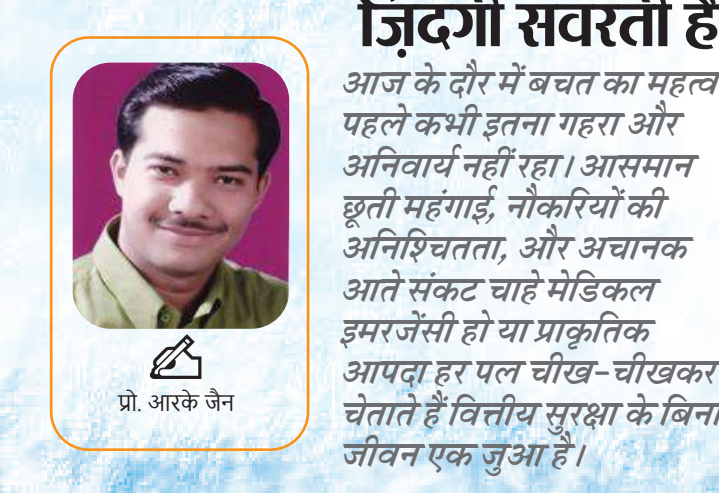 ज़िंदगी संवरती है
आज के दौर में बचत का महत्व
पहले कभी इतना गहरा और
अनिवार्य नहीं रहा। आसमान
छूती महंगाई, नौकरियों की
अनिश्चितता, और अचानक
आते संकट चाहे मेडिकल
इमरजेंसी हो या प्राकृतिक
आपदा हर पल चीख-चीखकर
चेताते हैं वित्तीय सुरक्षा के बिना
जीवन एक जुआ है।
प्रो. आरके जैन